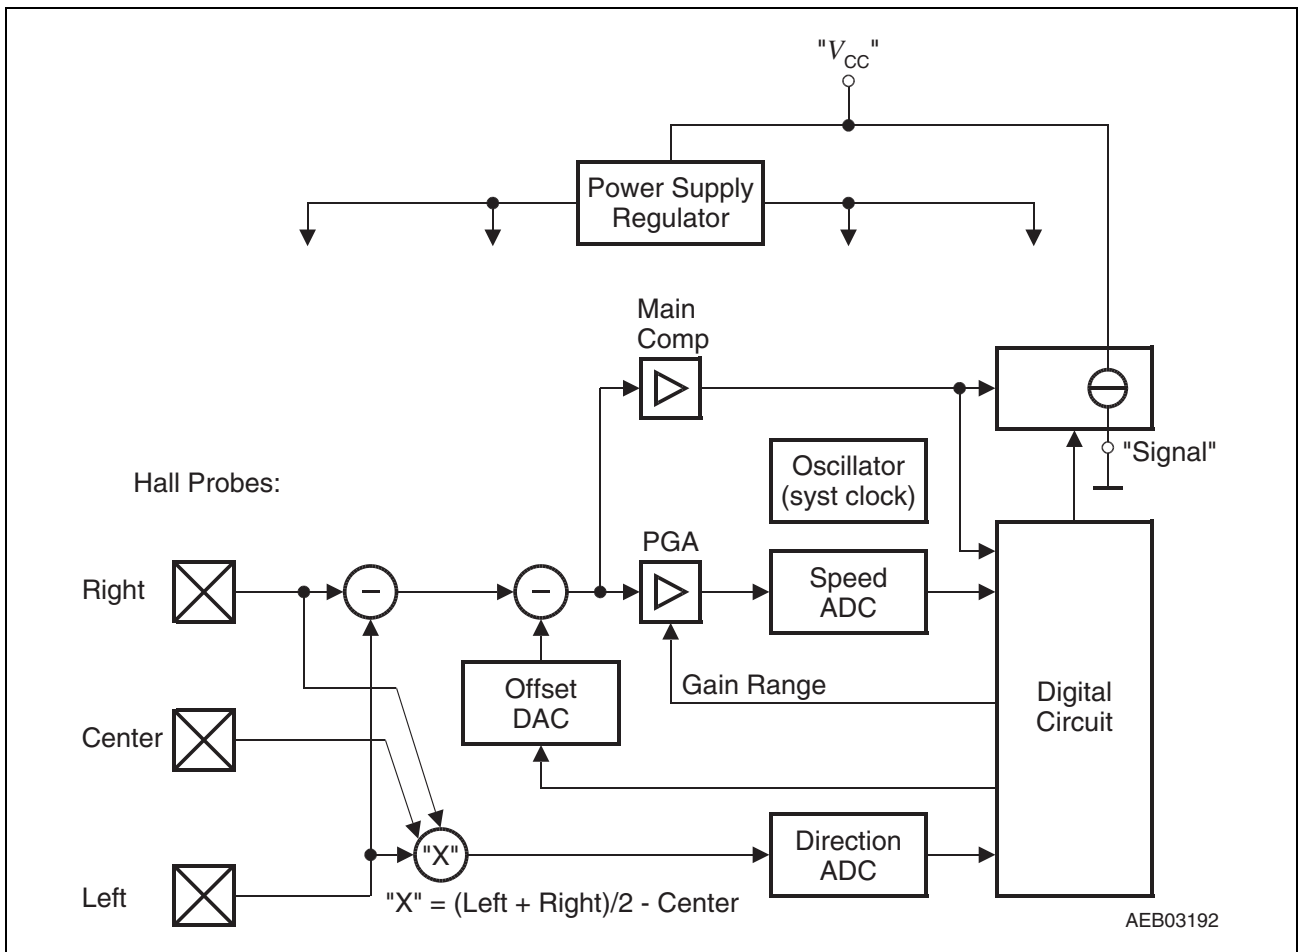 "VCC"
Power Supply
Regulator
Main
Comp
"Signal"
Oscillator
(syst clock)
Hall Probes:
PGA
Right
−
−
Speed
ADC
Offset
DAC
Gain Range
Digital
Circuit
Center
"X"
Direction
ADC
Left
"X" = (Left + Right)/2 - Center
AEB03192